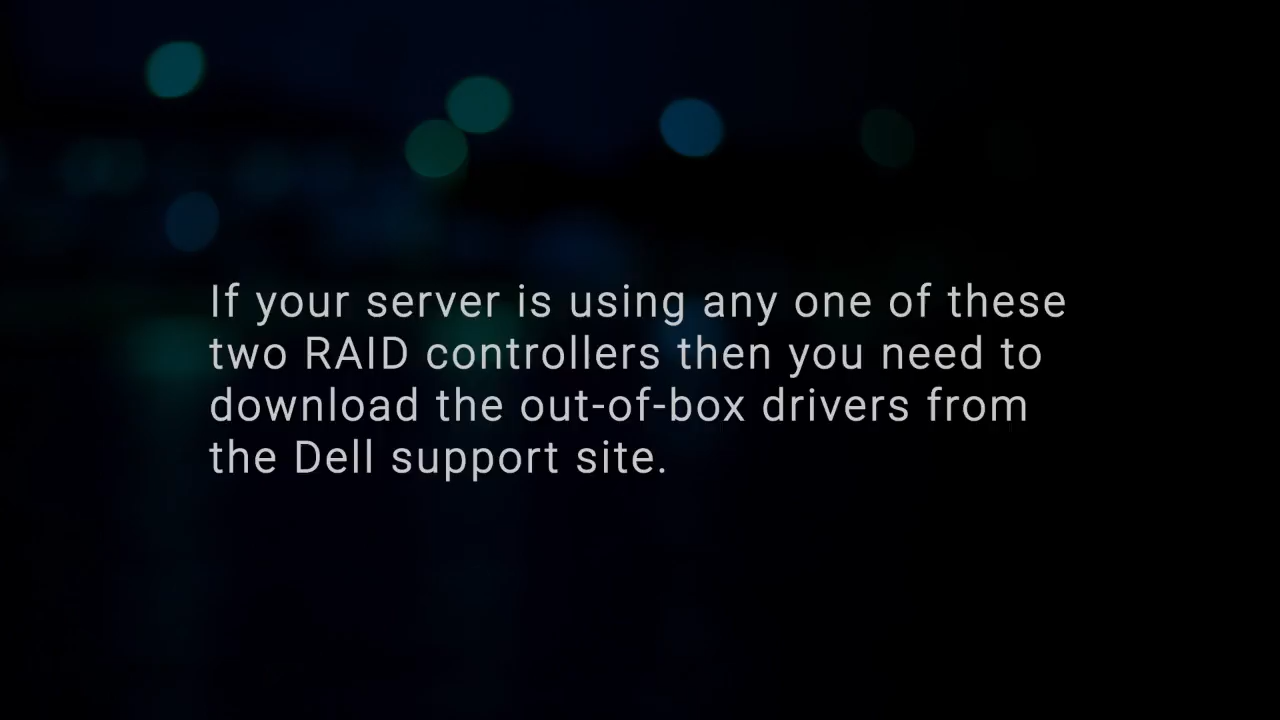 If your server is using any one of these
two RAID controllers then you need to
download the out-of-box drivers from
the Dell support site.